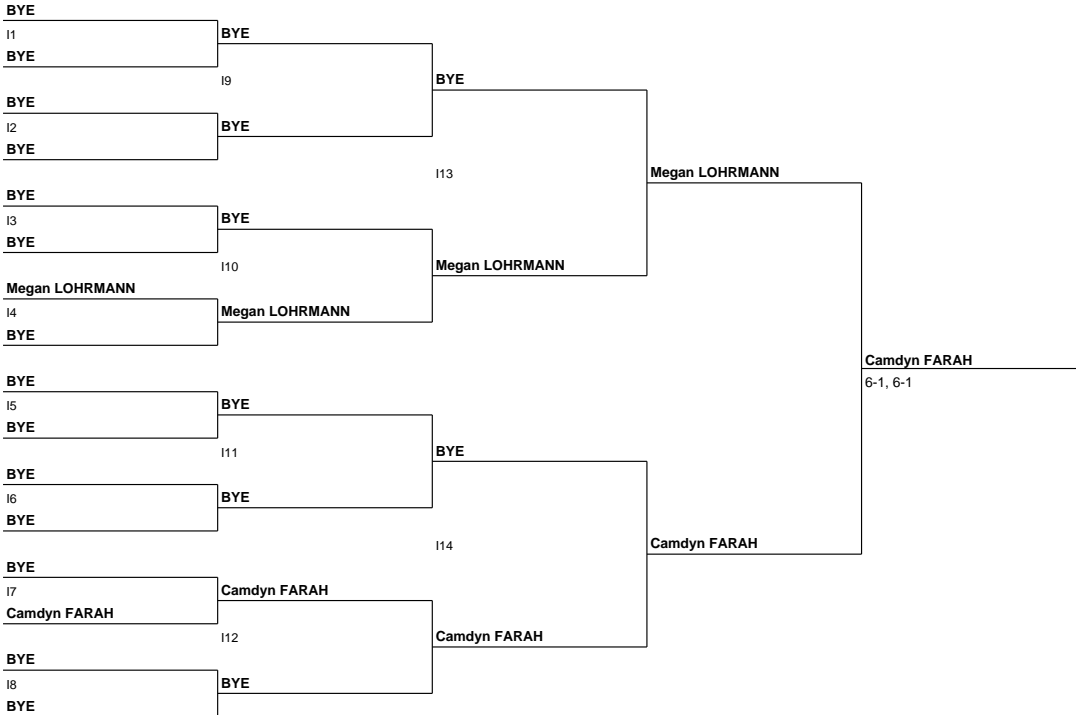 BYE
I1
BYE
BYE
I9
BYE
BYE
I2
BYE
BYE
I13
Megan LOHRMANN
BYE
I3
BYE
BYE
I10
Megan LOHRMANN
Megan LOHRMANN
I4
Megan LOHRMANN
BYE
Camdyn FARAH
6-1, 6-1
BYE
I5
BYE
BYE
I11
BYE
BYE
I6
BYE
BYE
I14
Camdyn FARAH
BYE
I7
Camdyn FARAH
Camdyn FARAH
I12
Camdyn FARAH
BYE
I8
BYE
BYE